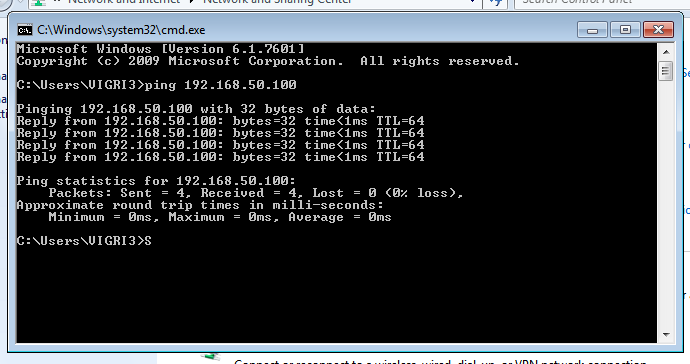 Network and Internet ▸ Network and Sharing Center
Search Control Panel
C:\Windows\system32\cmd.exe
Microsoft Windows [Version 6.1.7601]
Copyright (c) 2009 Microsoft Corporation.  All rights reserved.
C:\Users\VIGRI3>ping 192.168.50.100
Pinging 192.168.50.100 with 32 bytes of data:
Reply from 192.168.50.100: bytes=32 time<1ms TTL=64
Reply from 192.168.50.100: bytes=32 time<1ms TTL=64
Reply from 192.168.50.100: bytes=32 time<1ms TTL=64
Reply from 192.168.50.100: bytes=32 time<1ms TTL=64
Ping statistics for 192.168.50.100:
    Packets: Sent = 4, Received = 4, Lost = 0 (0% loss),
Approximate round trip times in milli-seconds:
    Minimum = 0ms, Maximum = 0ms, Average = 0ms
C:\Users\VIGRI3>S
Connect or reconnect to a wireless, wired, dial-up, or VPN network connection